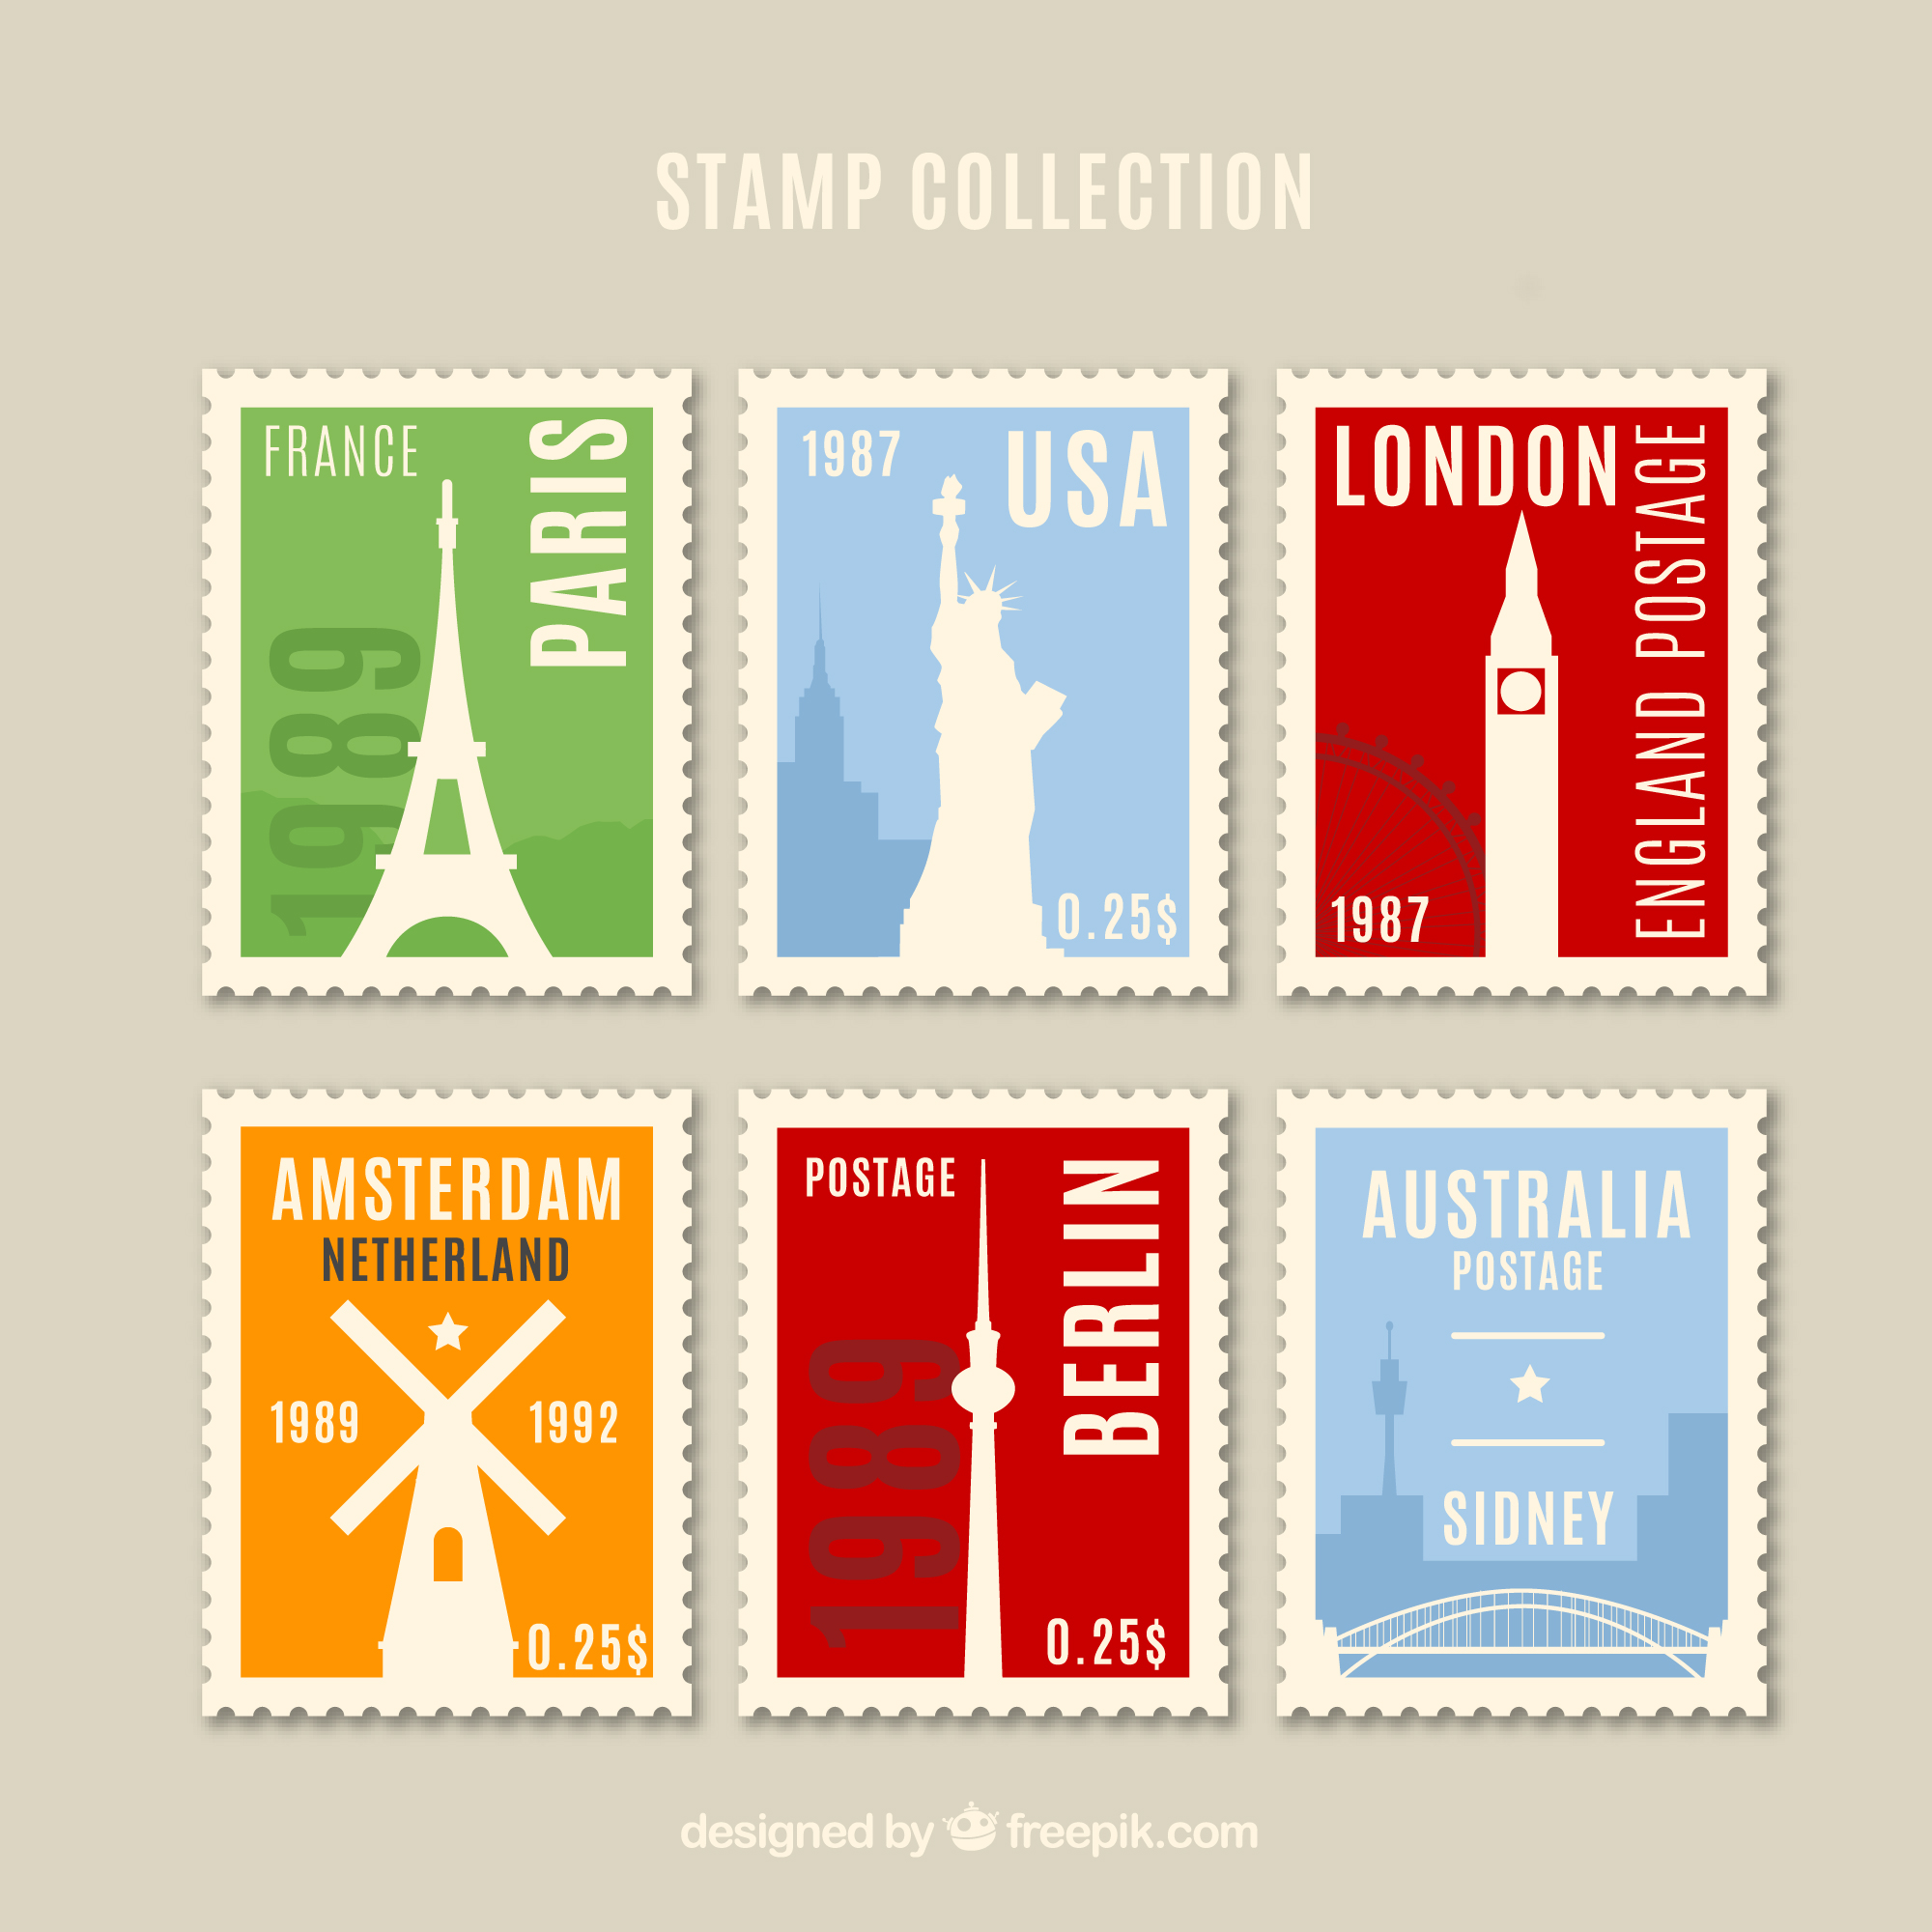 STAMP COLLECTION
FRANCE
PARIS
1989
1987
USA
0.25$
LONDON
ENGLAND POSTAGE
1987
AMSTERDAM
NETHERLAND
1989
1992
0.25$
POSTAGE
BERLIN
1989
0.25$
AUSTRALIA
POSTAGE
SIDNEY
designed by freepik.com